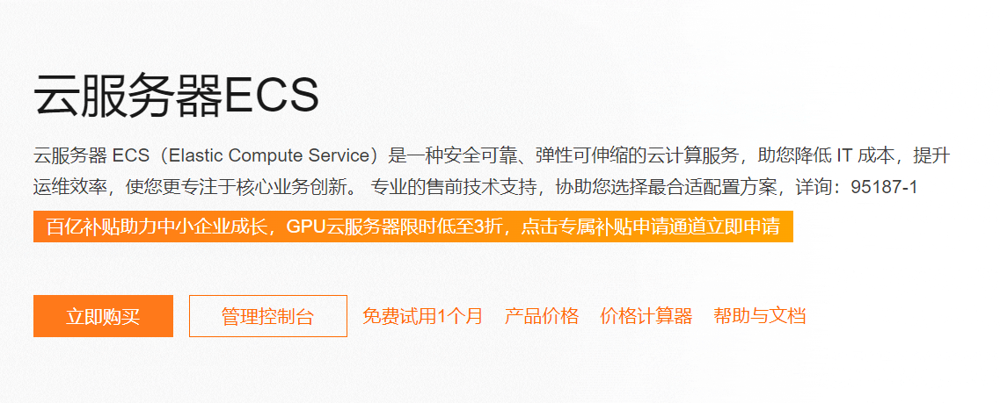 云服务器ECS
云服务器 ECS（Elastic Compute Service）是一种安全可靠、弹性可伸缩的云计算服务，助您降低 IT 成本，提升
运维效率，使您更专注于核心业务创新。 专业的售前技术支持，协助您选择最合适配置方案，详询：95187-1
百亿补贴助力中小企业成长，GPU云服务器限时低至3折，点击专属补贴申请通道立即申请
立即购买 管理控制台 免费试用1个月 产品价格 价格计算器 帮助与文档